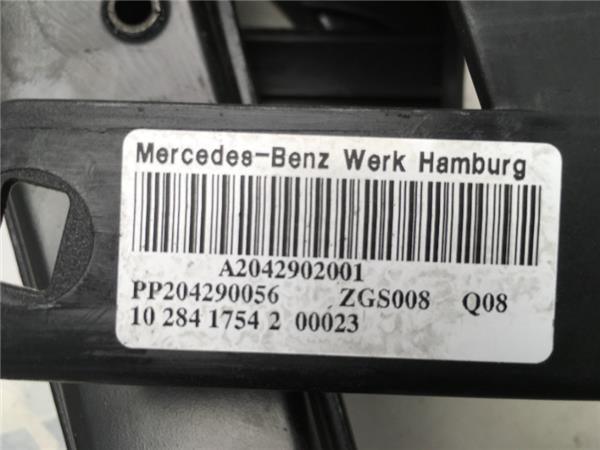 Mercedes-Benz Werk Hamburg
A2042902001
PP204290056 ZGS008 Q08
10 284 1754 2 00023